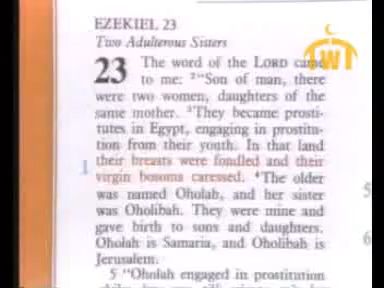 EZEKIEL 23
Two Adulterous Sisters
23 The word of the LORD came
to me: 2"Son of man, there
were two women, daughters of the
same mother. 3They became prosti-
tutes in Egypt, engaging in prostitu-
tion from their youth. In that land
their breasts were fondled and their
virgin bosoms caressed. 4The older
was named Oholah, and her sister
was Oholibah. They were mine and
gave birth to sons and daughters.
Oholah is Samaria, and Oholibah is
Jerusalem.
5 "Oholah engaged in prostitution